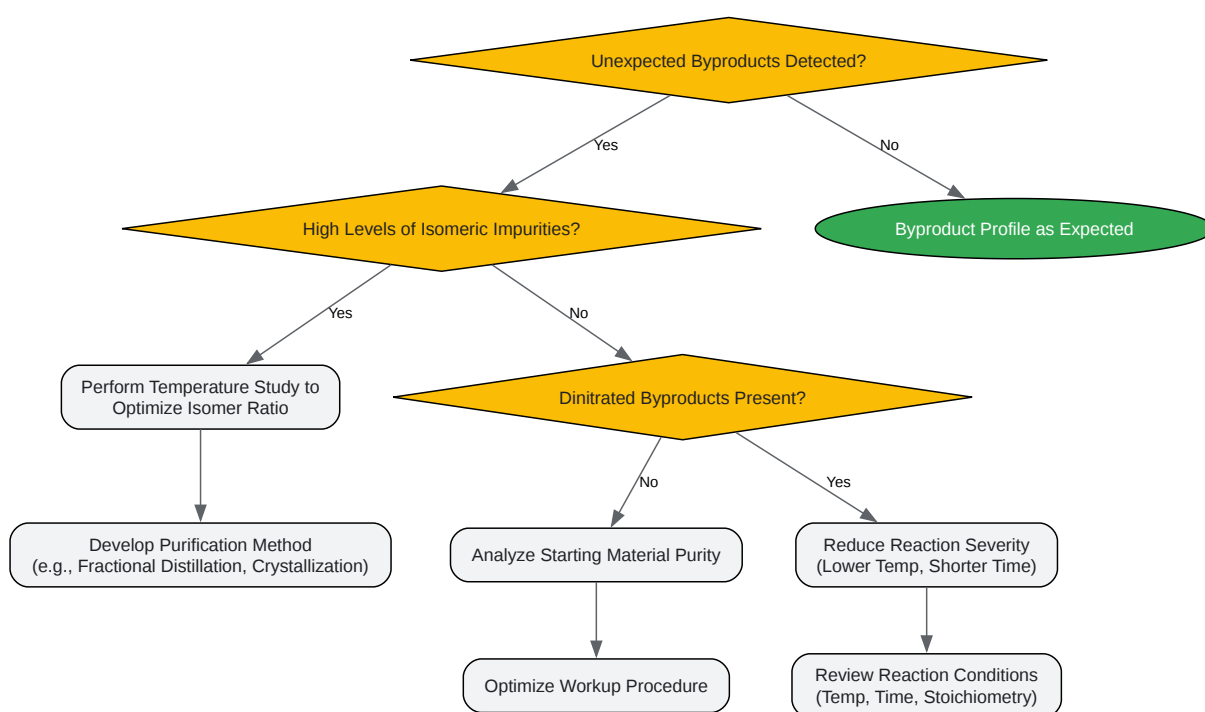 Unexpected Byproducts Detected?
Yes
No
High Levels of Isomeric Impurities?
Byproduct Profile as Expected
Yes
No
Perform Temperature Study to
Optimize Isomer Ratio
Dinitrated Byproducts Present?
No
Yes
Develop Purification Method
(e.g., Fractional Distillation, Crystallization)
Analyze Starting Material Purity
Reduce Reaction Severity
(Lower Temp, Shorter Time)
Optimize Workup Procedure
Review Reaction Conditions
(Temp, Time, Stoichiometry)